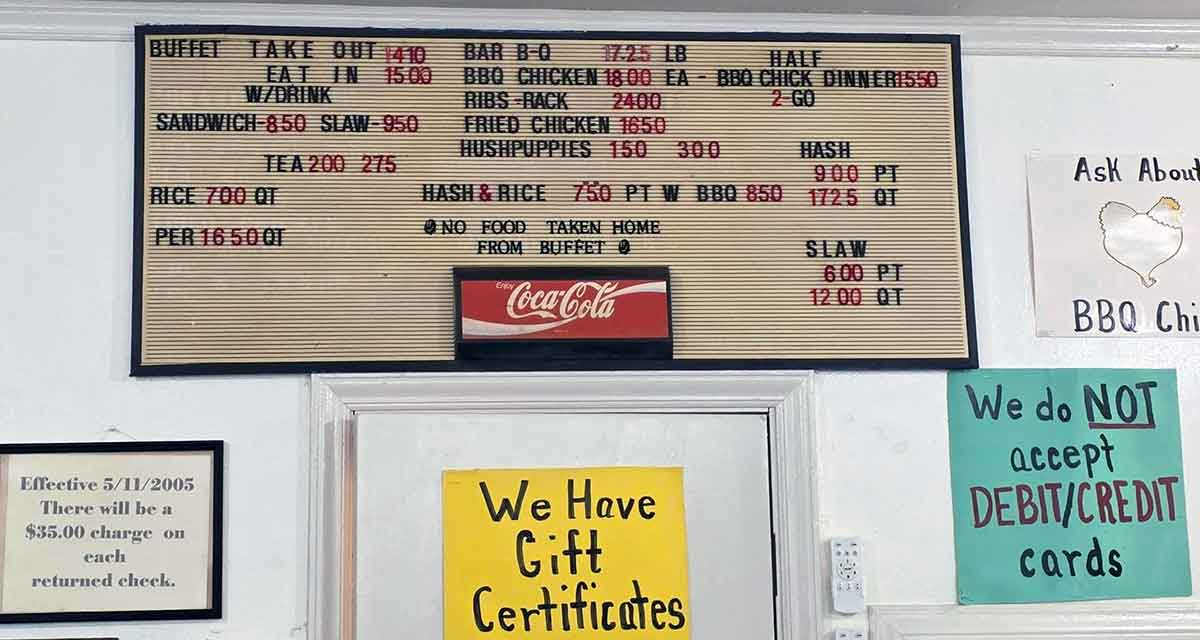 BUFFET TAKE OUT 1410
EAT IN 1500
W/DRINK
SANDWICH-850 SLAW-950
TEA 200 275
RICE 700 QT
PER 1650 QT
BAR B-Q 1725 LB
BBQ CHICKEN 1800 EA - BBQ CHICK DINNER 1550
HALF
2-GO
RIBS-RACK 2400
FRIED CHICKEN 1650
HUSHPUPPIES 150 300
HASH & RICE 750 PT W BBQ 850
NO FOOD TAKEN HOME
FROM BUFFET
HASH
900 PT
1725 QT
SLAW
600 PT
1200 QT
Enjoy
Coca-Cola
Ask About
BBQ Chi
Effective 5/11/2005
There will be a
$35.00 charge on
each
returned check.
We Have
Gift
Certificates
We do NOT
accept
DEBIT/CREDIT
cards